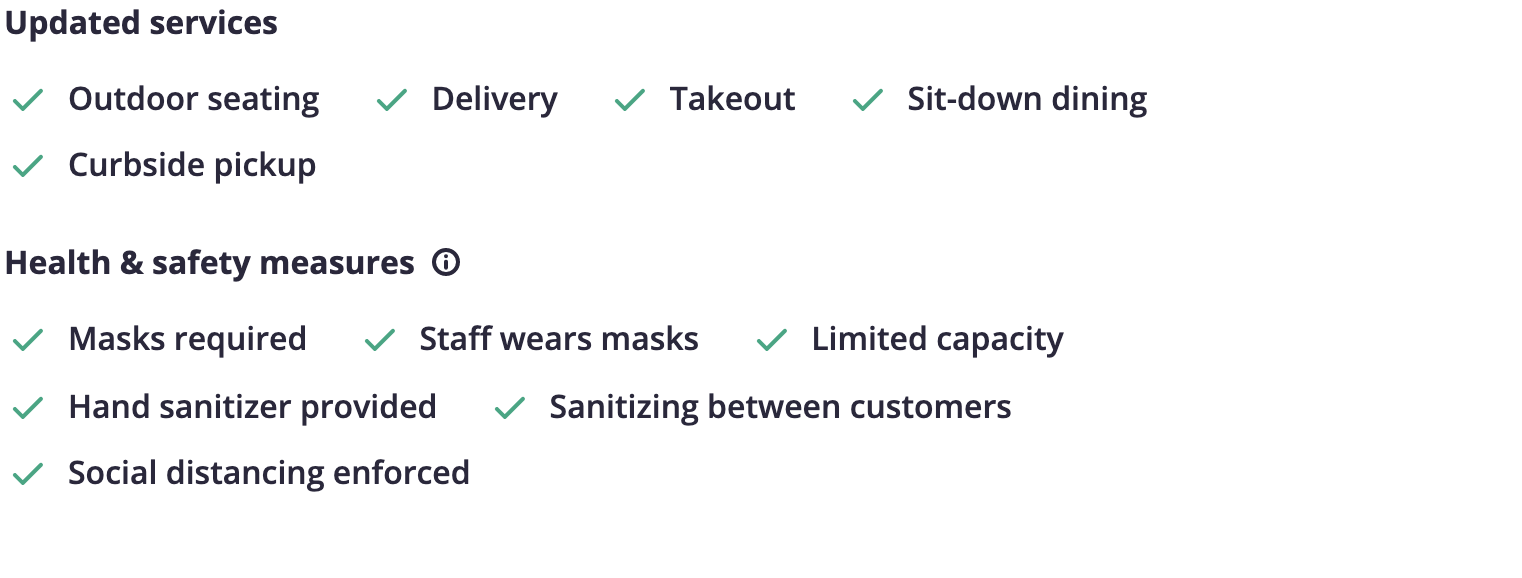 Updated services
Outdoor seating Delivery Takeout Sit-down dining
Curbside pickup
Health & safety measures
Masks required Staff wears masks Limited capacity
Hand sanitizer provided Sanitizing between customers
Social distancing enforced